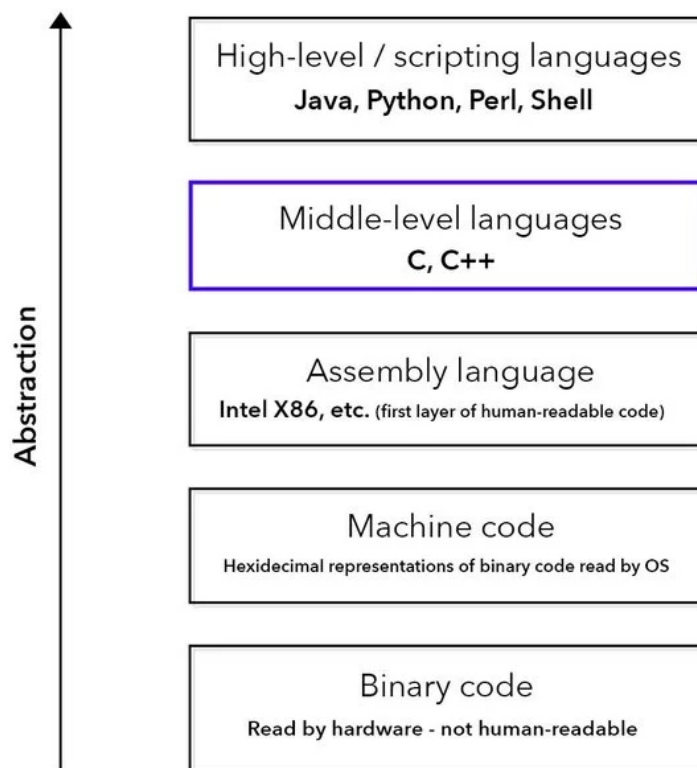 High-level / scripting languages
Java, Python, Perl, Shell
Middle-level languages
C, C++
Abstraction
Assembly language
Intel X86, etc. (first layer of human-readable code)
Machine code
Hexidecimal representations of binary code read by OS
Binary code
Read by hardware - not human-readable